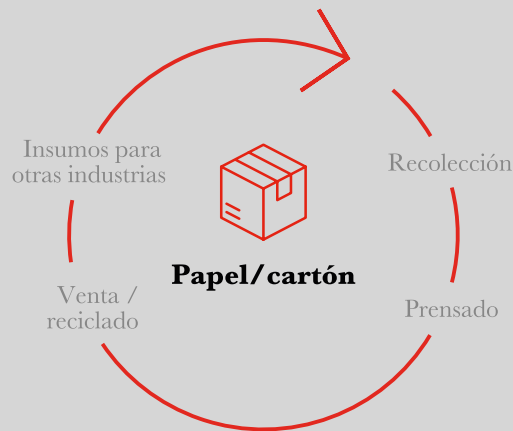 Insumos para
otras industrias
Recolección
Papel/cartón
Venta /
reciclado
Prensado